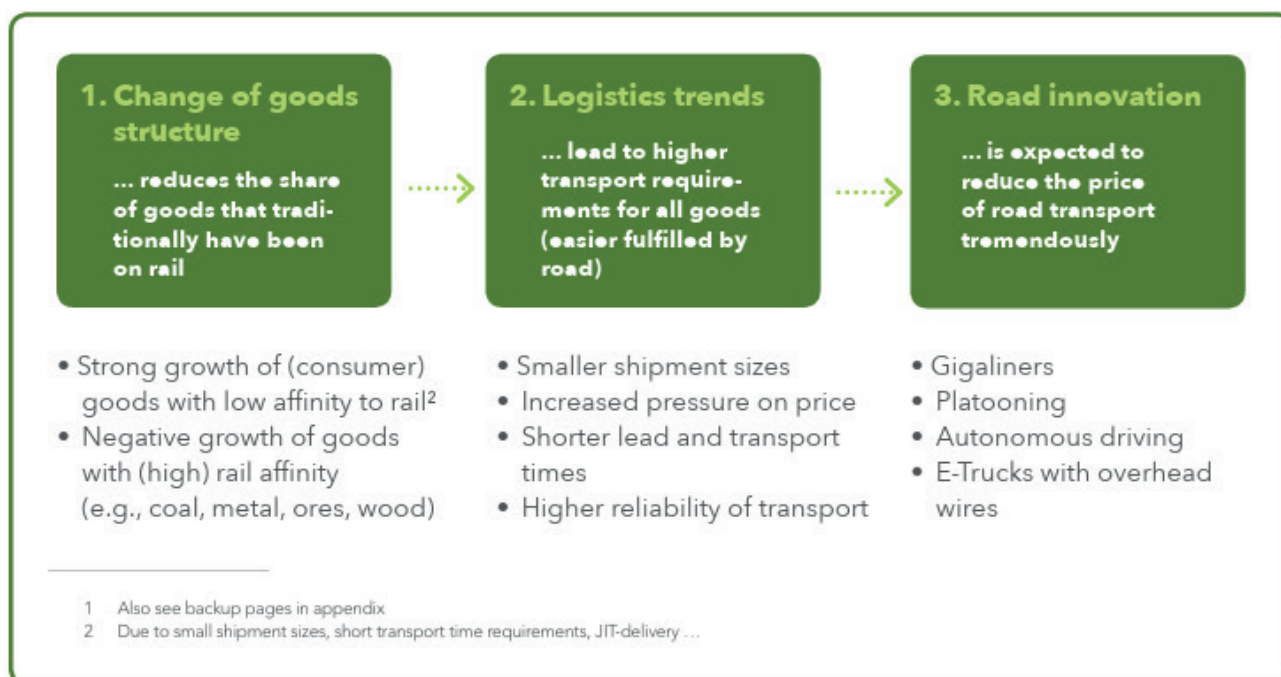 1. Change of goods
structure
... reduces the share
of goods that tradi-
tionally have been
on rail
2. Logistics trends
... lead to higher
transport require-
ments for all goods
(easier fulfilled by
road)
3. Road innovation
... is expected to
reduce the price
of road transport
tremendously
• Strong growth of (consumer)
goods with low affinity to rail²
• Negative growth of goods
with (high) rail affinity
(e.g., coal, metal, ores, wood)
• Smaller shipment sizes
• Increased pressure on price
• Shorter lead and transport
times
• Higher reliability of transport
• Gigaliners
• Platooning
• Autonomous driving
• E-Trucks with overhead
wires
1 Also see backup pages in appendix
2 Due to small shipment sizes, short transport time requirements, JIT-delivery ...